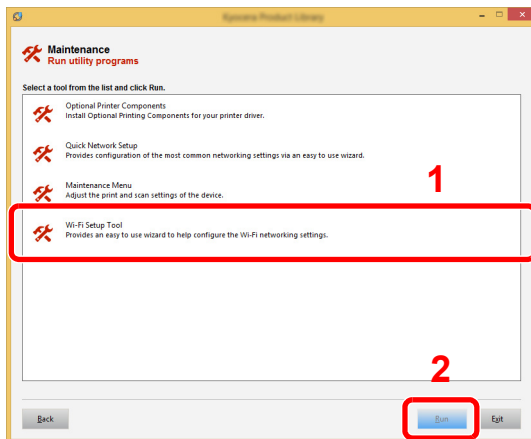 Kyocera Product Library
Maintenance
Run utility programs
Select a tool from the list and click Run.
Optional Printer Components
Install Optional Printing Components for your printer driver.
Quick Network Setup
Provides configuration of the most common networking settings via an easy to use wizard.
1
Maintenance Menu
Adjust the print and scan settings of the device.
Wi-Fi Setup Tool
Provides an easy to use wizard to help configure the Wi-Fi networking settings.
2
Back
Run
Exit